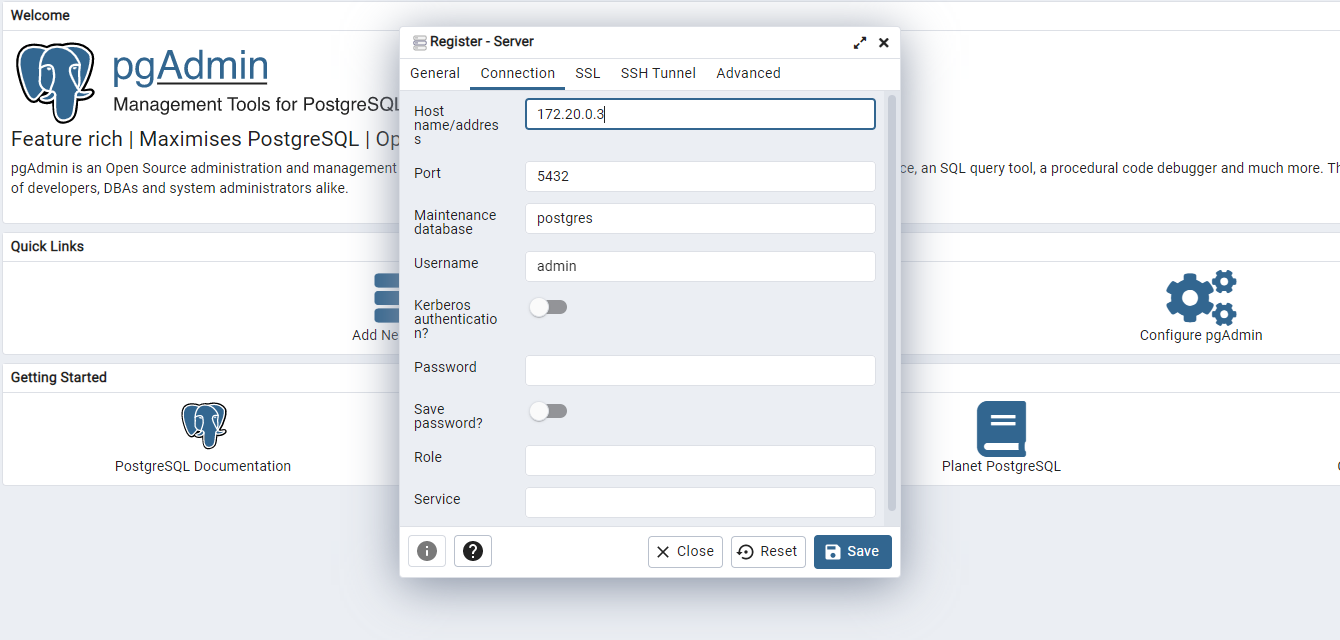 Welcome
pgAdmin
Management Tools for PostgreSQL
Feature rich | Maximises PostgreSQL | Op
pgAdmin is an Open Source administration and management
ce, an SQL query tool, a procedural code debugger and much more. Th
of developers, DBAs and system administrators alike.
Quick Links
Add Ne
Configure pgAdmin
Getting Started
PostgreSQL Documentation
Planet PostgreSQL
Register - Server
General Connection SSL SSH Tunnel Advanced
Host
name/addres
s
172.20.0.3
Port
5432
Maintenance
database
postgres
Username
admin
Kerberos
authenticatio
n?
Password
Save
password?
Role
Service
Close Reset Save